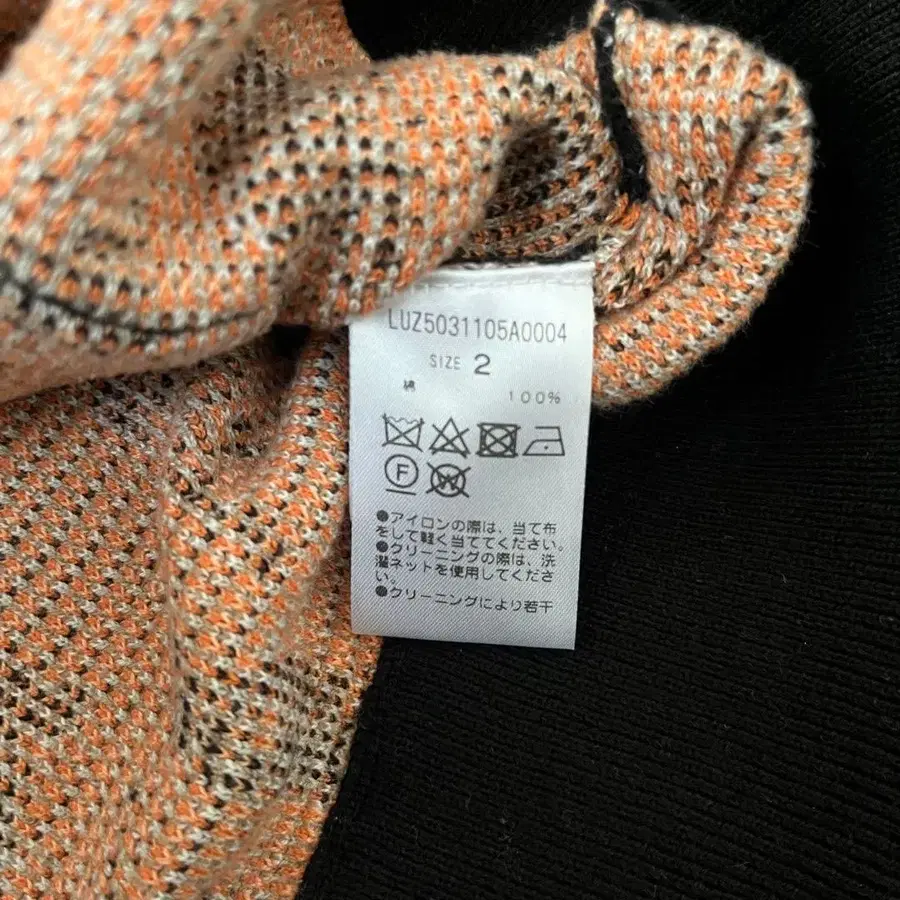 LUZ5031105A0004
SIZE 2
綿 100%
F
W
●アイロンの際は、当て布
をして軽く当ててください。
●クリーニングの際は、洗
濯ネットを使用してくださ
い。
●クリーニングにより若干